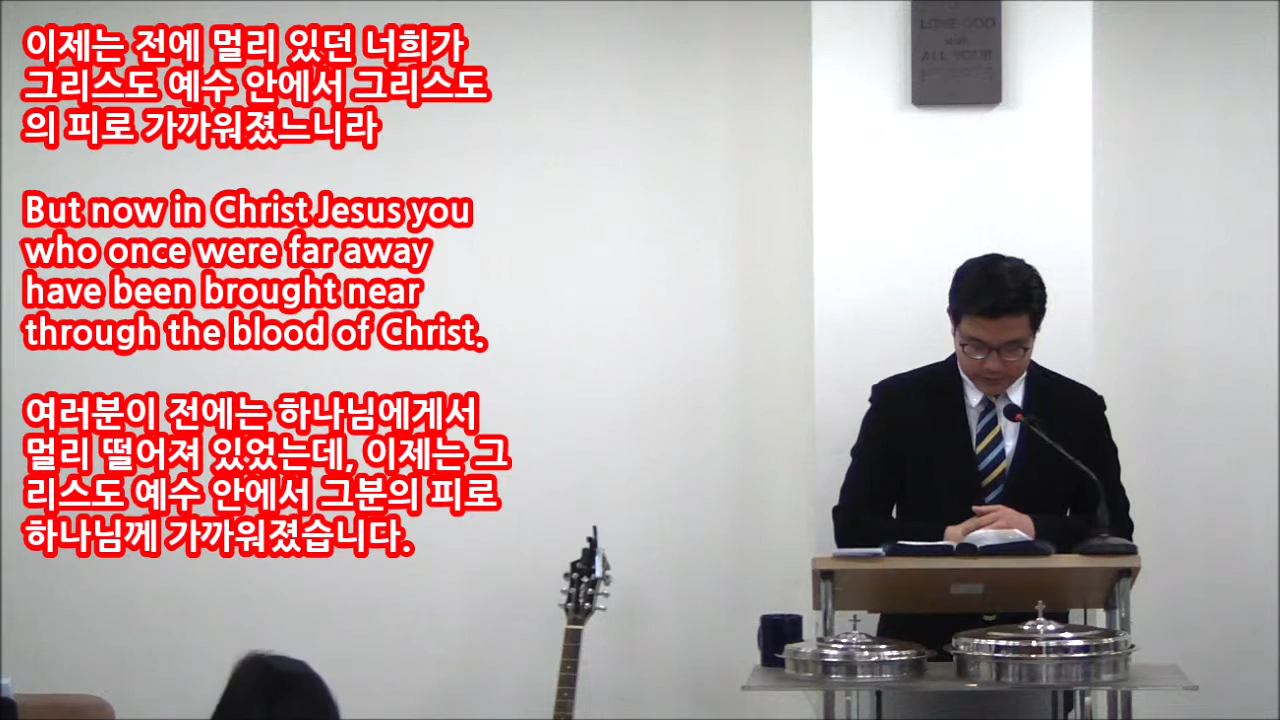 이제는 전에 멀리 있던 너희가
그리스도 예수 안에서 그리스도
의 피로 가까워졌느니라
But now in Christ Jesus you
who once were far away
have been brought near
through the blood of Christ.
여러분이 전에는 하나님에게서
멀리 떨어져 있었는데, 이제는 그
리스도 예수 안에서 그분의 피로
하나님께 가까워졌습니다.
LOVE GOD
ALL YOUR